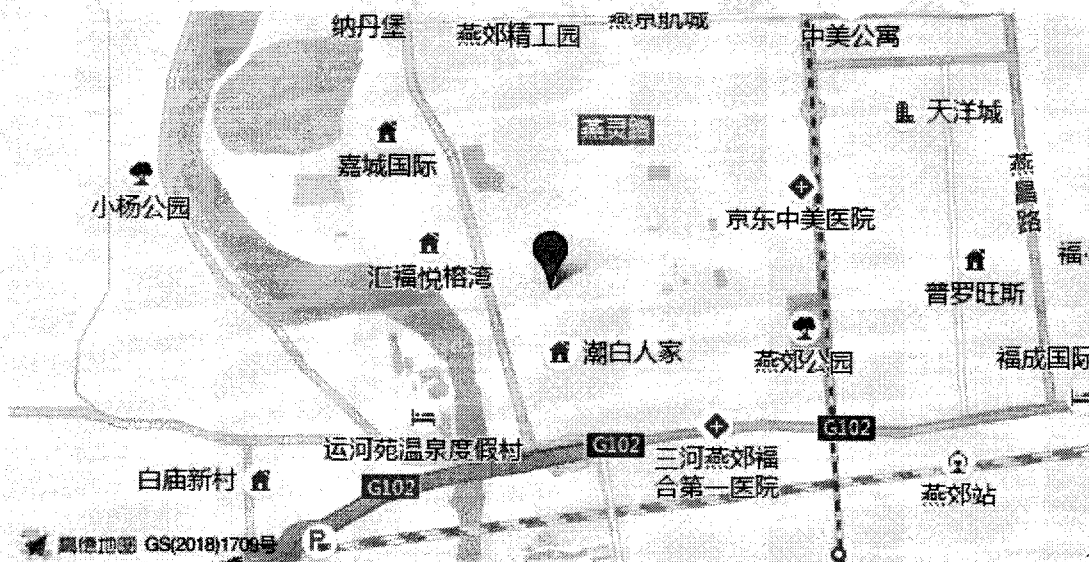 纳丹堡
燕郊精工园
燕京航城
中美公寓
天洋城
嘉城国际
燕灵路
燕昌路
小杨公园
京东中美医院
汇福悦榕湾
福·
普罗旺斯
潮白人家
燕郊公园
福成国际
G102
G102
运河苑温泉度假村
三河燕郊福
合第一医院
G102
白庙新村
燕郊站
高德地图 GS(2018)1709号
P